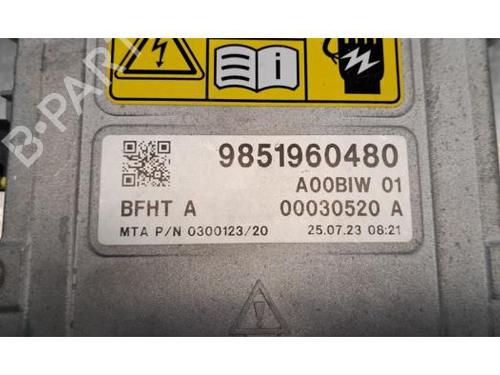 B-PARTS
9851960480
A00BIW 01
BFHT A 00030520 A
MTA P/N 0300123/20 25.07.23 08:21